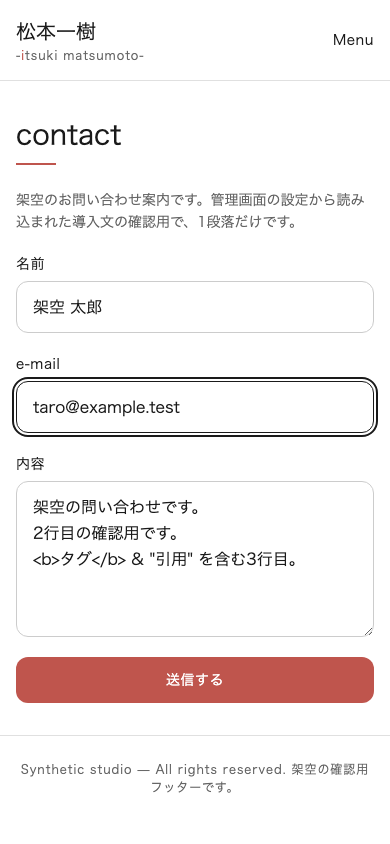 松本一樹
-itsuki matsumoto-
Menu
contact
架空のお問い合わせ案内です。管理画面の設定から読み
込まれた導入文の確認用で、1段落だけです。
名前
架空 太郎
e-mail
taro@example.test
内容
架空の問い合わせです。
2行目の確認用です。
<b>タグ</b> & "引用" を含む3行目。
送信する
Synthetic studio — All rights reserved. 架空の確認用
フッターです。